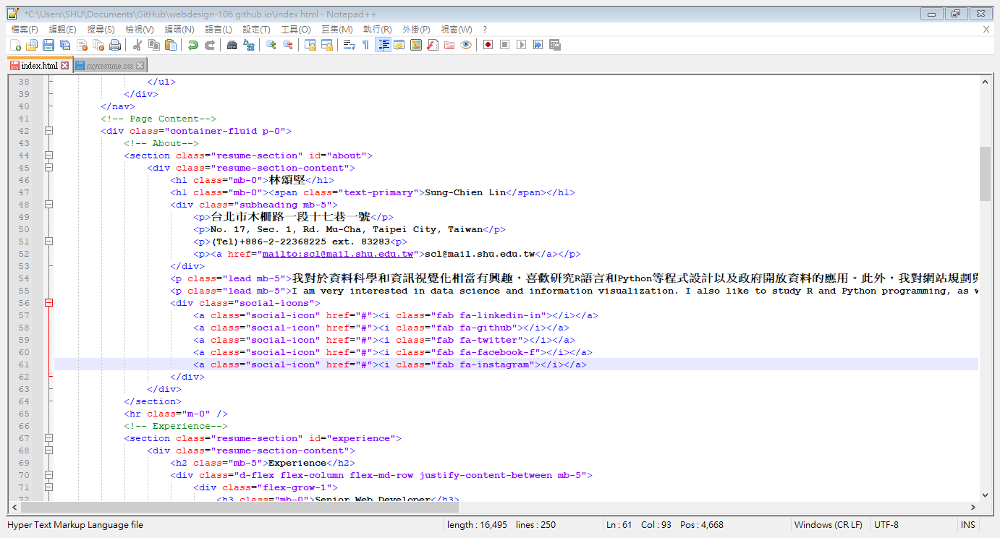 *C:\Users\SHU\Documents\GitHub\webdesign-106.github.io\index.html - Notepad++
檔案(F) 編輯(E) 搜尋(S) 檢視(V) 編碼(N) 語言(L) 設定(T) 工具(O) 巨集(M) 執行(R) 外掛(P) 視窗(W) ? X
index.html myresume.css
38 </ul>
39 </div>
40 </nav>
41 <!-- Page Content-->
42 <div class="container-fluid p-0">
43 <!-- About-->
44 <section class="resume-section" id="about">
45 <div class="resume-section-content">
46 <h1 class="mb-0">林頌堅</h1>
47 <h1 class="mb-0"><span class="text-primary">Sung-Chien Lin</span></h1>
48 <div class="subheading mb-5">
49 <p>台北市木柵路一段十七巷一號</p>
50 <p>No. 17, Sec. 1, Rd. Mu-Cha, Taipei City, Taiwan</p>
51 <p>(Tel)+886-2-22368225 ext. 83283<p>
52 <p><a href="mailto:scl@mail.shu.edu.tw">scl@mail.shu.edu.tw</a></p>
53 </div>
54 <p class="lead mb-5">我對於資料科學和資訊視覺化相當有興趣，喜歡研究R語言和Python等程式設計以及政府開放資料的應用。此外，我對網站規劃與
55 <p class="lead mb-5">I am very interested in data science and information visualization. I also like to study R and Python programming, as w
56 <div class="social-icons">
57 <a class="social-icon" href="#"><i class="fab fa-linkedin-in"></i></a>
58 <a class="social-icon" href="#"><i class="fab fa-github"></i></a>
59 <a class="social-icon" href="#"><i class="fab fa-twitter"></i></a>
60 <a class="social-icon" href="#"><i class="fab fa-facebook-f"></i></a>
61 <a class="social-icon" href="#"><i class="fab fa-instagram"></i></a>
62 </div>
63 </div>
64 </section>
65 <hr class="m-0" />
66 <!-- Experience-->
67 <section class="resume-section" id="experience">
68 <div class="resume-section-content">
69 <h2 class="mb-5">Experience</h2>
70 <div class="d-flex flex-column flex-md-row justify-content-between mb-5">
71 <div class="flex-grow-1">
72 <h3 class="mb-0">Senior Web Developer</h3>
Hyper Text Markup Language file length : 16,495 lines : 250 Ln : 61 Col : 93 Pos : 4,668 Windows (CR LF) UTF-8 INS